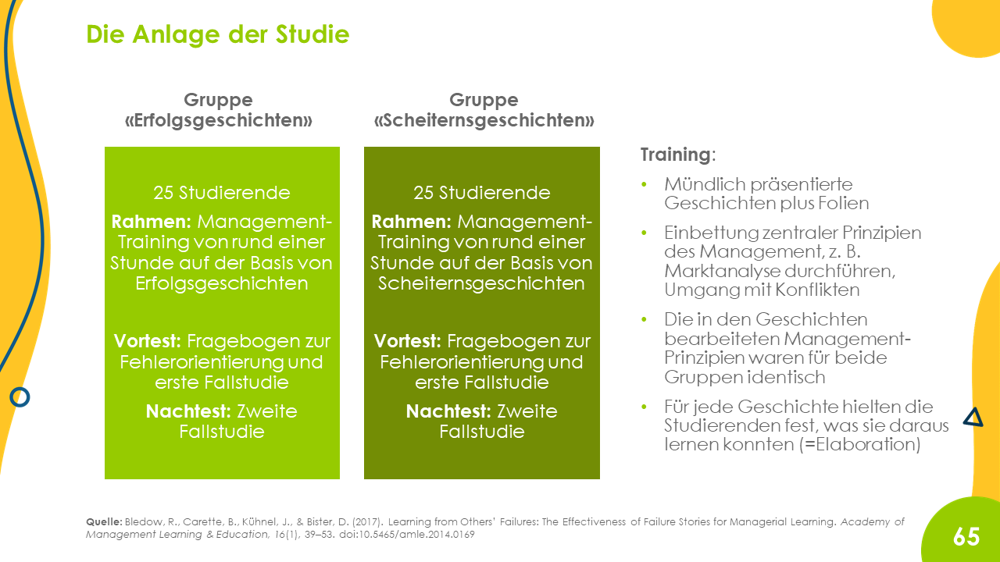 Die Anlage der Studie
Gruppe
«Erfolgsgeschichten»
25 Studierende
Rahmen: Management-
Training von rund einer
Stunde auf der Basis von
Erfolgsgeschichten
Vortest: Fragebogen zur
Fehlerorientierung und
erste Fallstudie
Nachtest: Zweite
Fallstudie
Gruppe
«Scheiternsgeschichten»
25 Studierende
Rahmen: Management-
Training von rund einer
Stunde auf der Basis von
Scheiternsgeschichten
Vortest: Fragebogen zur
Fehlerorientierung und
erste Fallstudie
Nachtest: Zweite
Fallstudie
Training:
• Mündlich präsentierte
Geschichten plus Folien
• Einbettung zentraler Prinzipien
des Management, z. B.
Marktanalyse durchführen,
Umgang mit Konflikten
• Die in den Geschichten
bearbeiteten Management-
Prinzipien waren für beide
Gruppen identisch
• Für jede Geschichte hielten die
Studierenden fest, was sie daraus
lernen konnten (=Elaboration)
Quelle: Bledow, R., Carette, B., Kühnel, J., & Bister, D. (2017). Learning from Others’ Failures: The Effectiveness of Failure Stories for Managerial Learning. Academy of
Management Learning & Education, 16(1), 39–53. doi:10.5465/amle.2014.0169
65